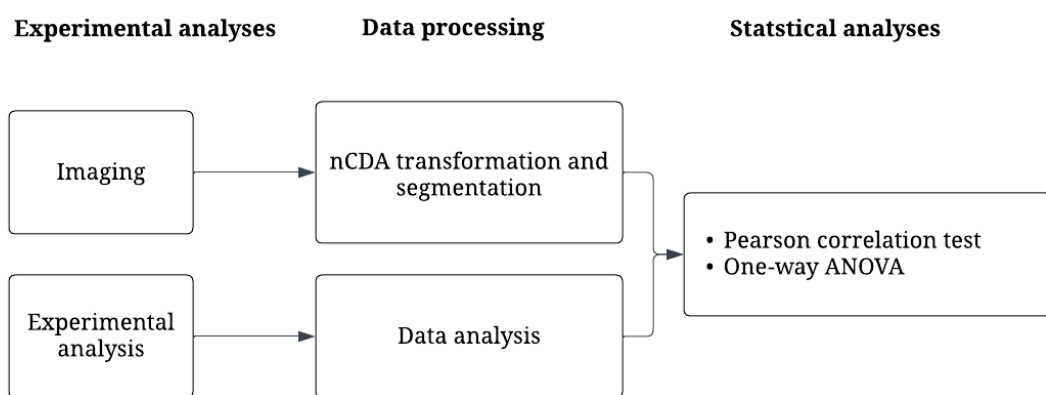 Experimental analyses
Data processing
Statstical analyses
Imaging
nCDA transformation and
segmentation
• Pearson correlation test
• One-way ANOVA
Experimental
analysis
Data analysis